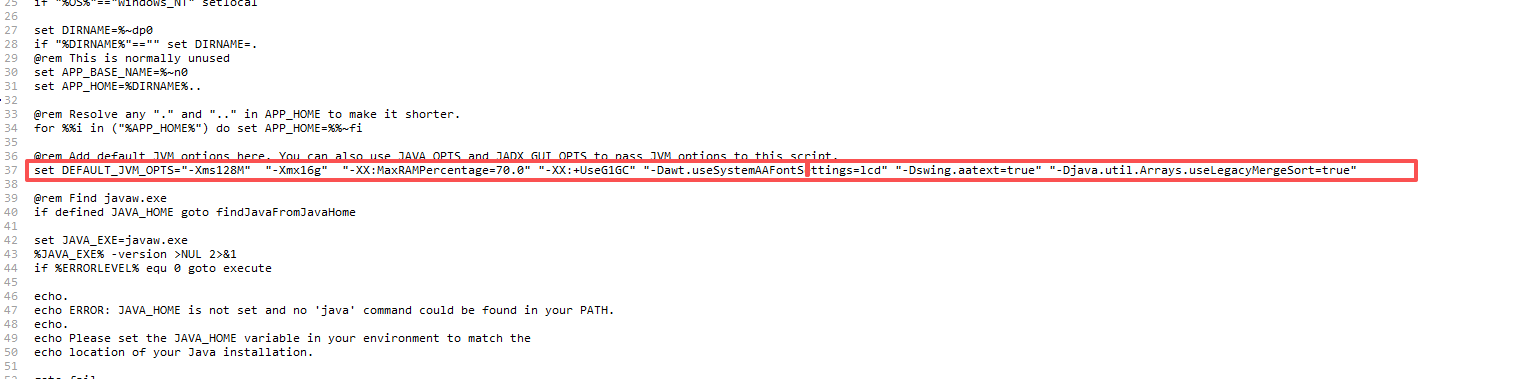 25 if "%OS%"=="Windows_NT" setlocal
26
27 set DIRNAME=%~dp0
28 if "%DIRNAME%"=="" set DIRNAME=.
29 @rem This is normally unused
30 set APP_BASE_NAME=%~n0
31 set APP_HOME=%DIRNAME%..
32
33 @rem Resolve any "." and ".." in APP_HOME to make it shorter.
34 for %%i in ("%APP_HOME%") do set APP_HOME=%%~fi
35
36 @rem Add default JVM options here. You can also use JAVA_OPTS and JADX_GUI_OPTS to pass JVM options to this script.
37 set DEFAULT_JVM_OPTS="-Xms128M"  "-Xmx16g"  "-XX:MaxRAMPercentage=70.0" "-XX:+UseG1GC" "-Dawt.useSystemAAFontSttings=lcd" "-Dswing.aatext=true" "-Djava.util.Arrays.useLegacyMergeSort=true"
38
39 @rem Find javaw.exe
40 if defined JAVA_HOME goto findJavaFromJavaHome
41
42 set JAVA_EXE=javaw.exe
43 %JAVA_EXE% -version >NUL 2>&1
44 if %ERRORLEVEL% equ 0 goto execute
45
46 echo.
47 echo ERROR: JAVA_HOME is not set and no 'java' command could be found in your PATH.
48 echo.
49 echo Please set the JAVA_HOME variable in your environment to match the
50 echo location of your Java installation.
51
52 goto fail